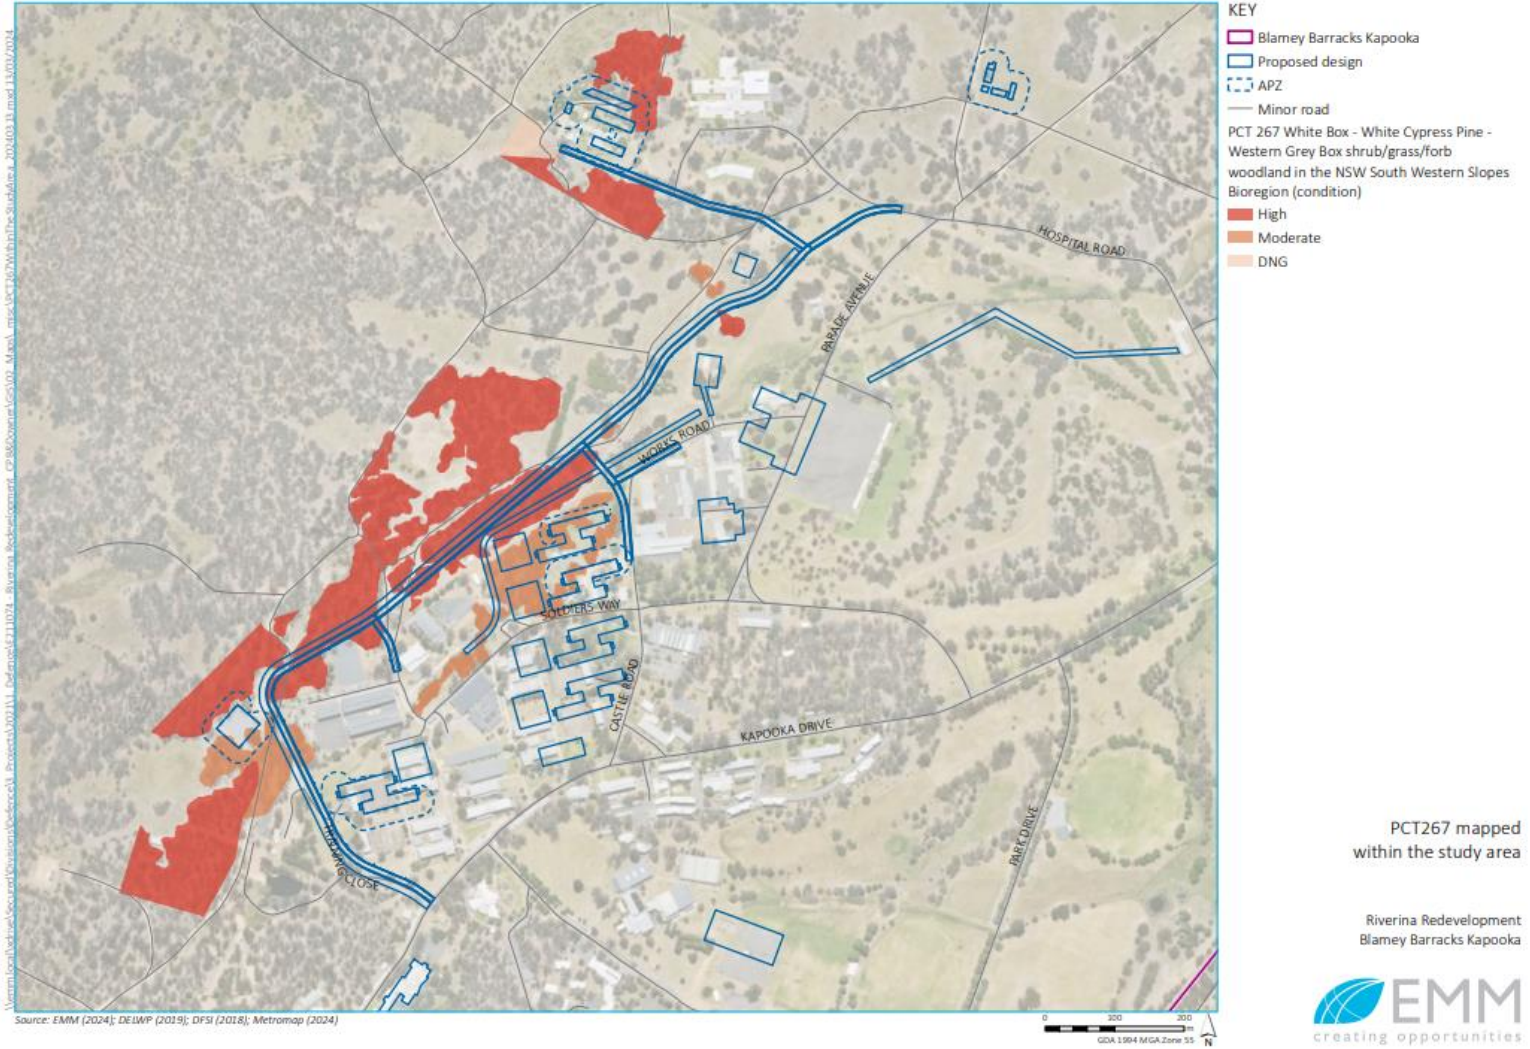 KEY
Blamey Barracks Kapooka
Proposed design
APZ
Minor road
PCT 267 White Box - White Cypress Pine -
Western Grey Box shrub/grass/forb
woodland in the NSW South Western Slopes
Bioregion (condition)
High
Moderate
DNG
HOSPITAL ROAD
PARADE AVENUE
WORKS ROAD
SOLDIERS WAY
CASTLE ROAD
KAPOOKA DRIVE
PARK DRIVE
CLOSE
PCT267 mapped
within the study area
Riverina Redevelopment
Blamey Barracks Kapooka
EMM
creating opportunities
Source: EMM (2024); DELWP (2019); DFSI (2018); Metromap (2024)
0 100 200
m
GDA 1994 MGA Zone 55
N